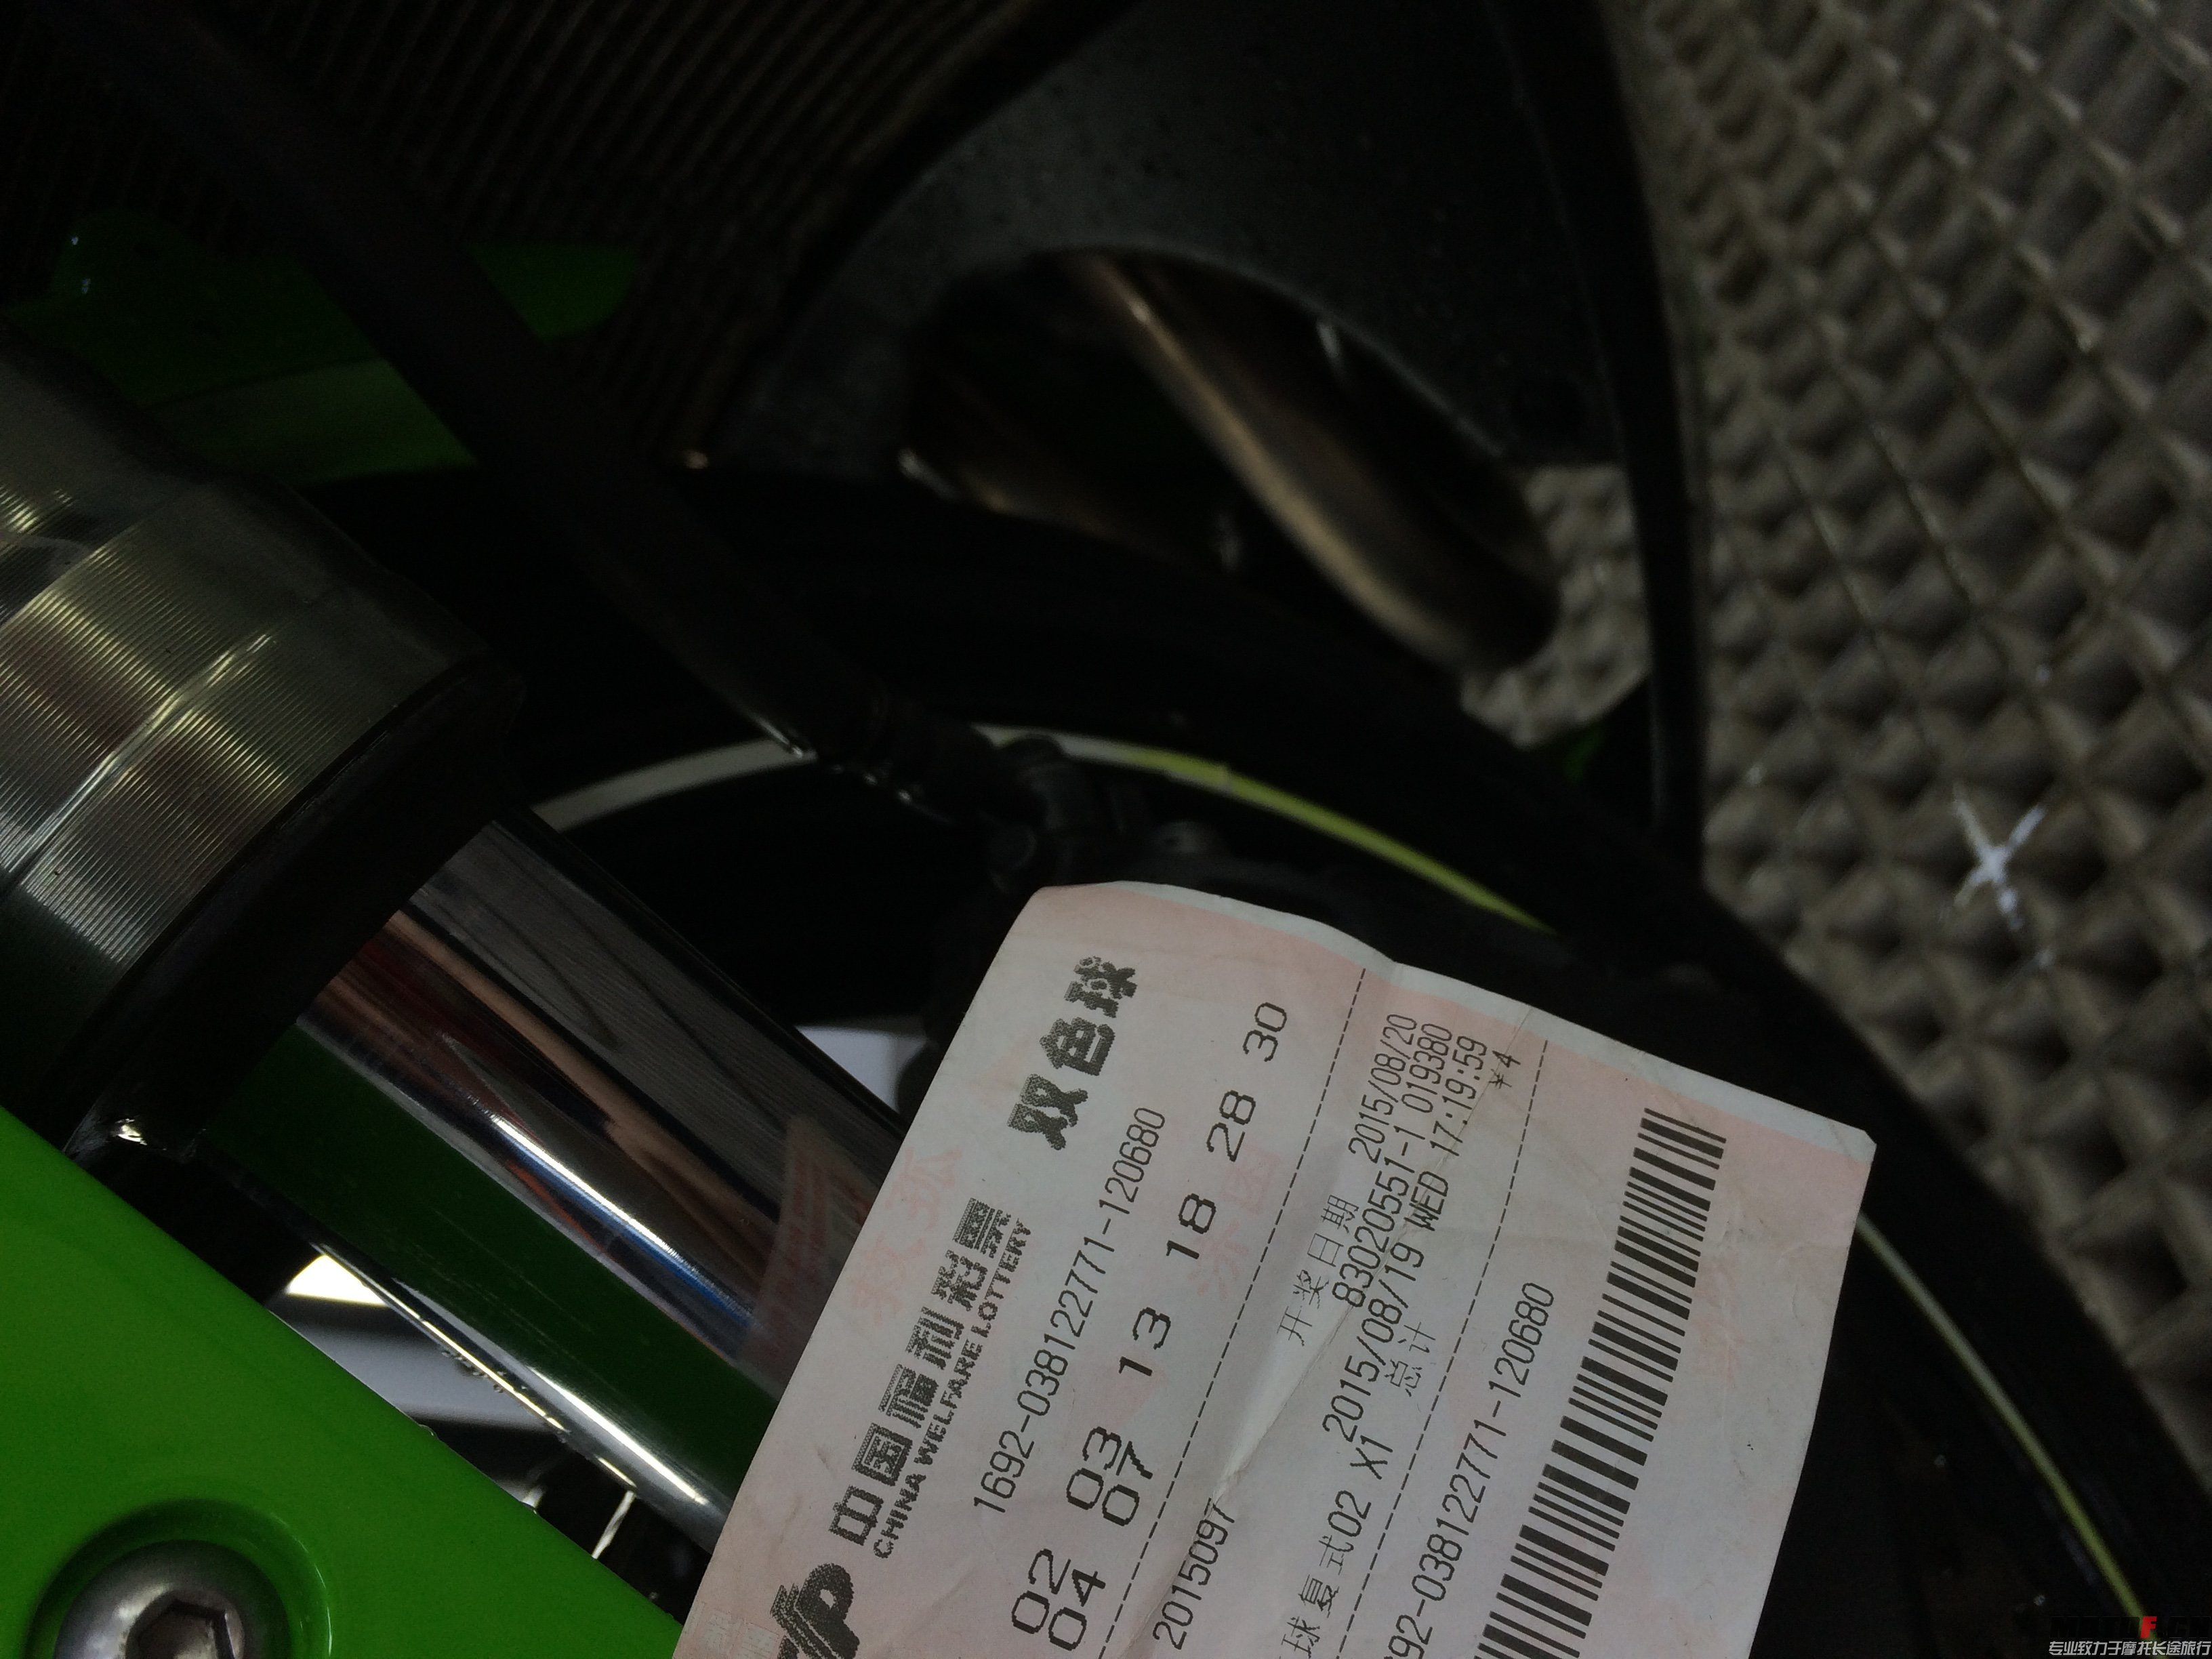 中国福利彩票 双色球
CHINA WELFARE LOTTERY
1692-038122771-120680
02 03 13 18 28 30
04 07
2015097 开奖日期 2015/08/20
83020551-1 019380
球复式02 X1 2015/08/19 WED 17:19:59
总计 ¥4
92-038122771-120680
专业致力于摩托长途旅行